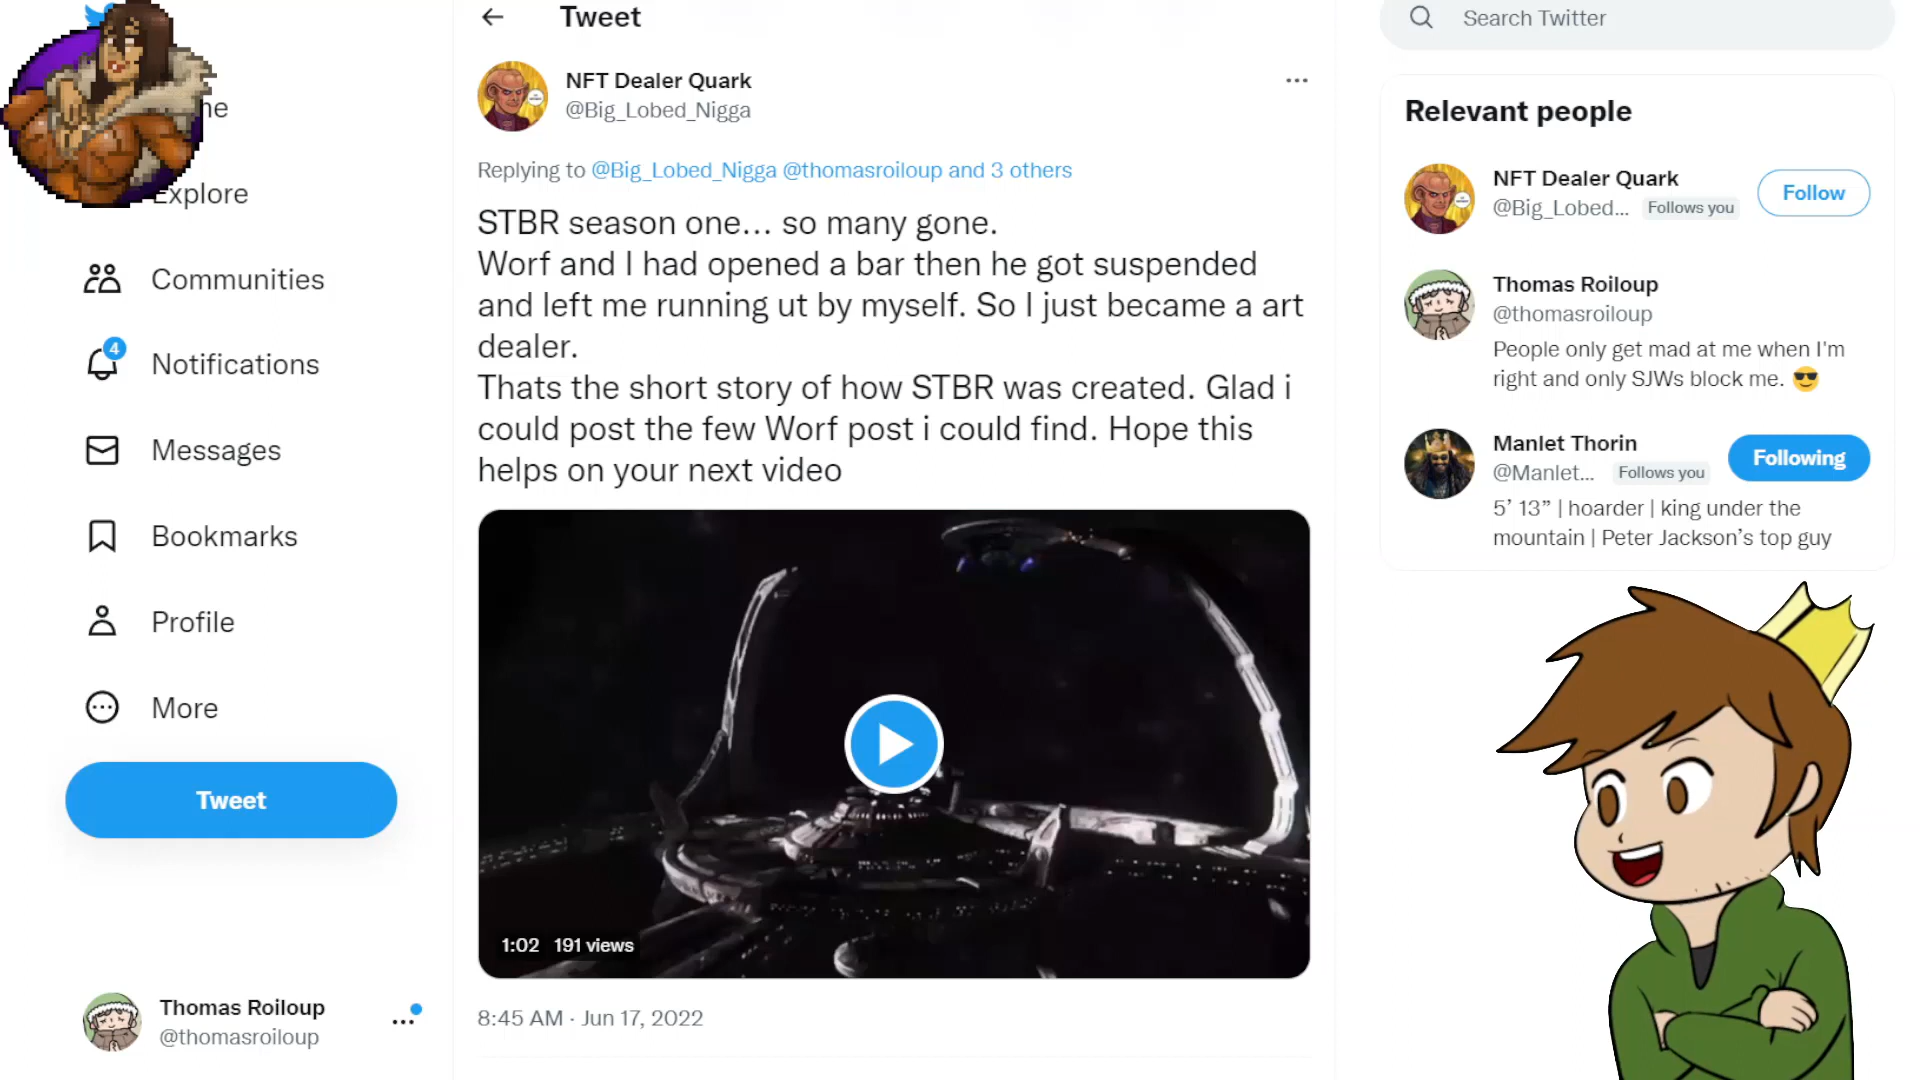 Tweet
Search Twitter
NFT Dealer Quark
@Big_Lobed_Nigga
Replying to @Big_Lobed_Nigga @thomasroiloup and 3 others
STBR season one... so many gone.
Worf and I had opened a bar then he got suspended
and left me running ut by myself. So I just became a art
dealer.
Thats the short story of how STBR was created. Glad i
could post the few Worf post i could find. Hope this
helps on your next video
1:02 191 views
8:45 AM · Jun 17, 2022
Explore
Communities
4
Notifications
Messages
Bookmarks
Profile
More
Tweet
Thomas Roiloup
@thomasroiloup
Relevant people
NFT Dealer Quark
@Big_Lobed... Follows you
Follow
Thomas Roiloup
@thomasroiloup
People only get mad at me when I'm
right and only SJWs block me. 😎
Manlet Thorin
@Manlet... Follows you
Following
5’ 13” | hoarder | king under the
mountain | Peter Jackson’s top guy